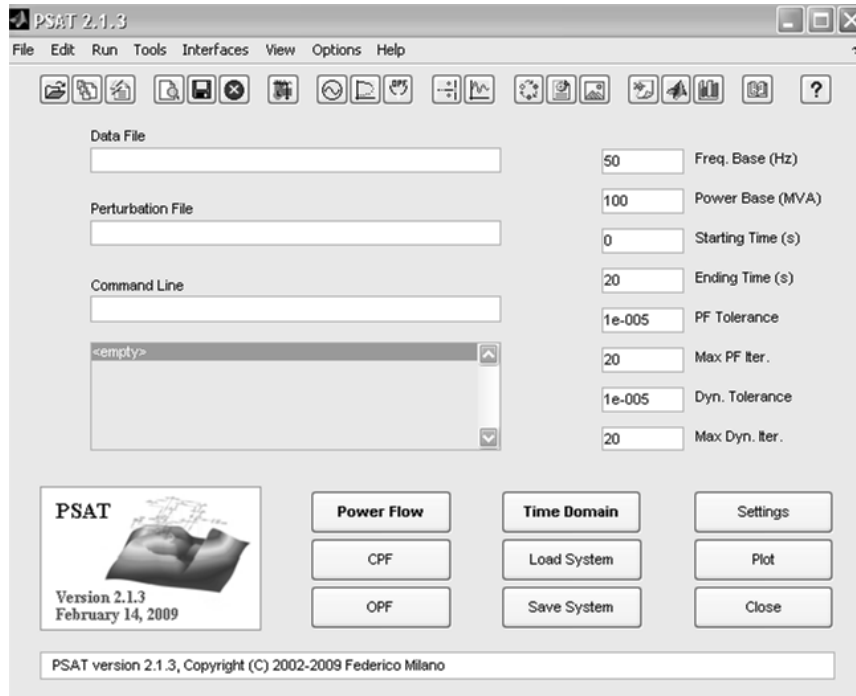 PSAT 2.1.3
File Edit Run Tools Interfaces View Options Help
OPF
?
Data File
50 Freq. Base (Hz)
100 Power Base (MVA)
Perturbation File
0 Starting Time (s)
20 Ending Time (s)
Command Line
1e-005 PF Tolerance
<empty>
20 Max PF Iter.
1e-005 Dyn. Tolerance
20 Max Dyn. Iter.
PSAT
Version 2.1.3
February 14, 2009
Power Flow Time Domain Settings
CPF Load System Plot
OPF Save System Close
PSAT version 2.1.3, Copyright (C) 2002-2009 Federico Milano